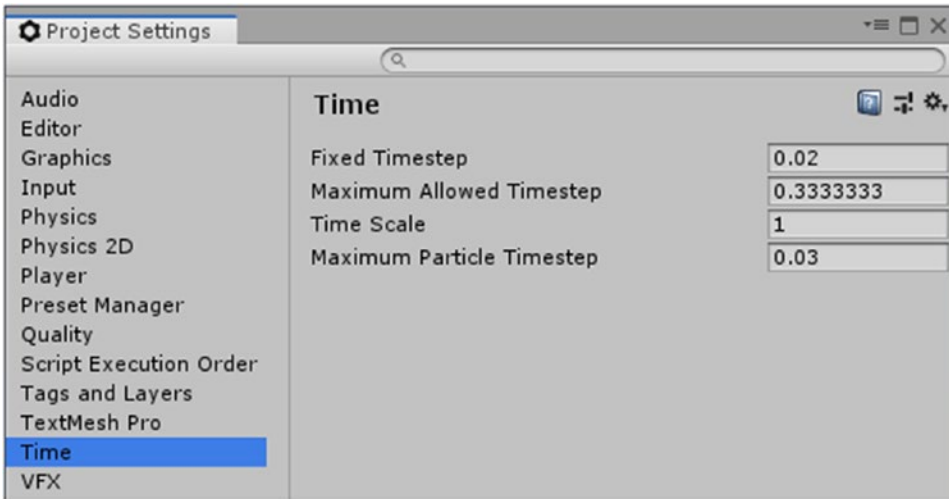 Project Settings
Audio
Editor
Graphics
Input
Physics
Physics 2D
Player
Preset Manager
Quality
Script Execution Order
Tags and Layers
TextMesh Pro
Time
VFX
Time
Fixed Timestep 0.02
Maximum Allowed Timestep 0.3333333
Time Scale 1
Maximum Particle Timestep 0.03